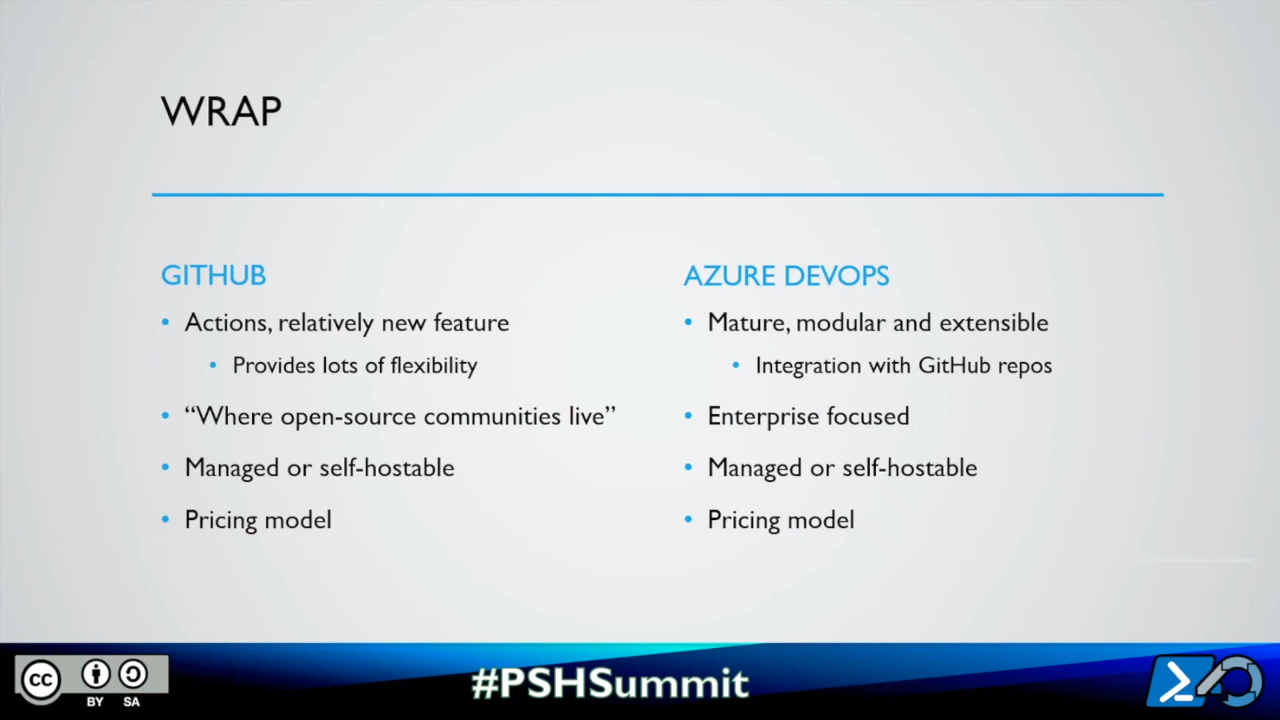 WRAP
GITHUB
• Actions, relatively new feature
• Provides lots of flexibility
• “Where open-source communities live”
• Managed or self-hostable
• Pricing model
AZURE DEVOPS
• Mature, modular and extensible
• Integration with GitHub repos
• Enterprise focused
• Managed or self-hostable
• Pricing model
cc
BY SA
#PSHSummit